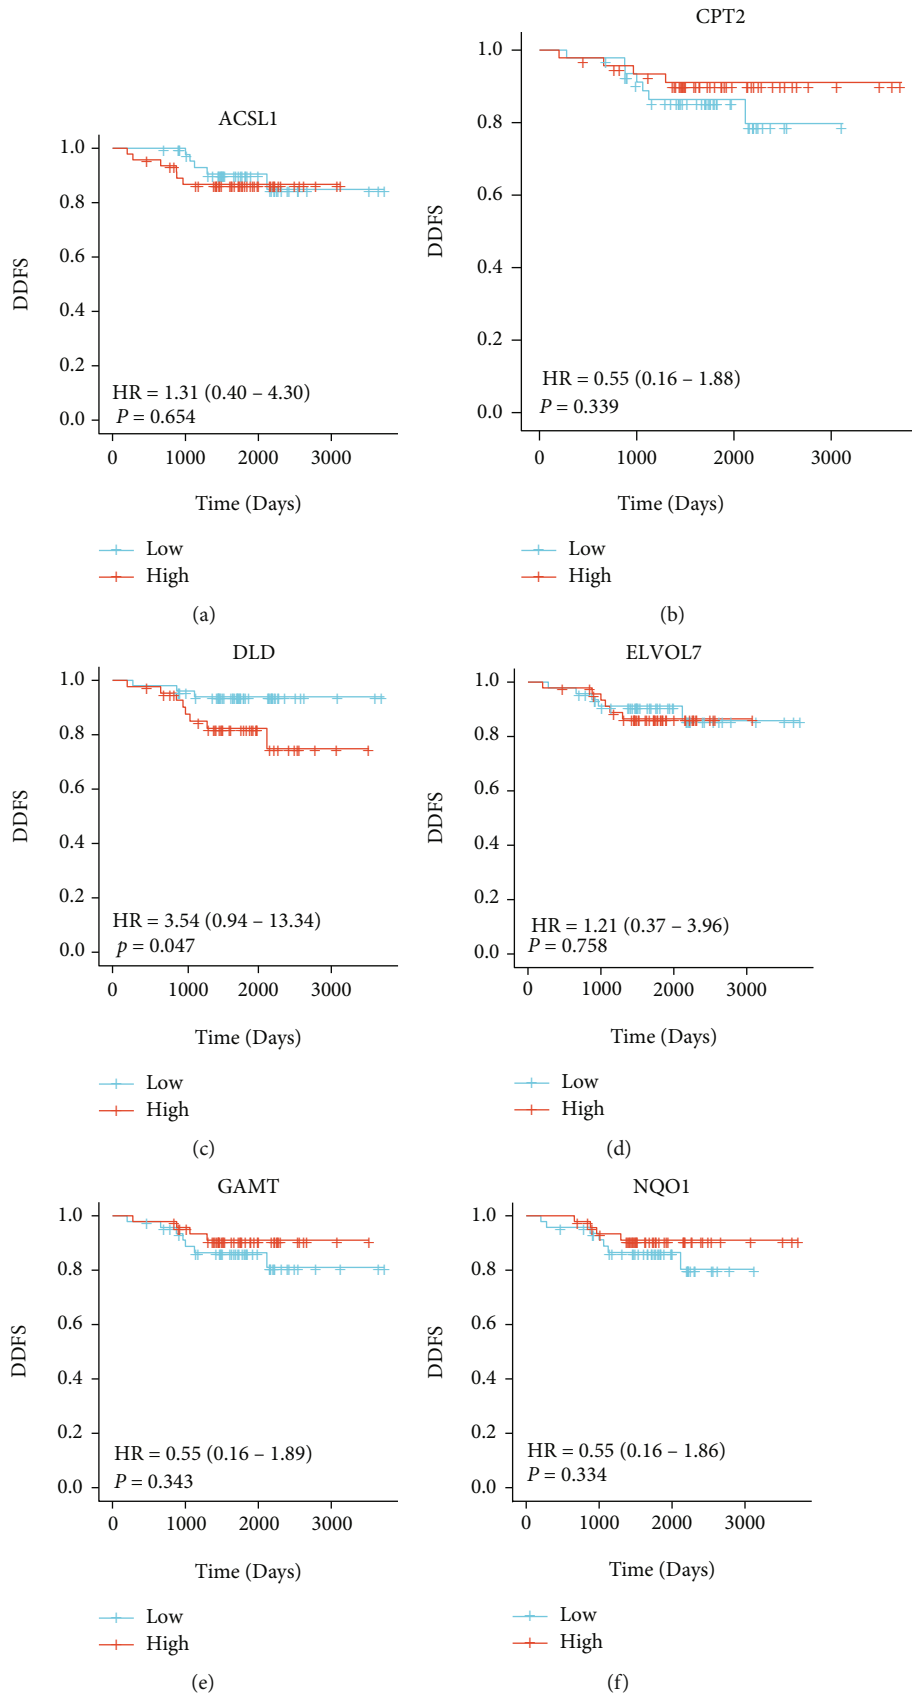 ACSL1
1.0
0.8
0.6
0.4
0.2
0.0
DDFS
HR = 1.31 (0.40 – 4.30)
P = 0.654
0 1000 2000 3000
Time (Days)
Low
High
(a)
CPT2
1.0
0.8
0.6
0.4
0.2
0.0
DDFS
HR = 0.55 (0.16 – 1.88)
P = 0.339
0 1000 2000 3000
Time (Days)
Low
High
(b)
DLD
1.0
0.8
0.6
0.4
0.2
0.0
DDFS
HR = 3.54 (0.94 – 13.34)
p = 0.047
0 1000 2000 3000
Time (Days)
Low
High
(c)
ELVOL7
1.0
0.8
0.6
0.4
0.2
0.0
DDFS
HR = 1.21 (0.37 – 3.96)
P = 0.758
0 1000 2000 3000
Time (Days)
Low
High
(d)
GAMT
1.0
0.8
0.6
0.4
0.2
0.0
DDFS
HR = 0.55 (0.16 – 1.89)
P = 0.343
0 1000 2000 3000
Time (Days)
Low
High
(e)
NQO1
1.0
0.8
0.6
0.4
0.2
0.0
DDFS
HR = 0.55 (0.16 – 1.86)
P = 0.334
0 1000 2000 3000
Time (Days)
Low
High
(f)